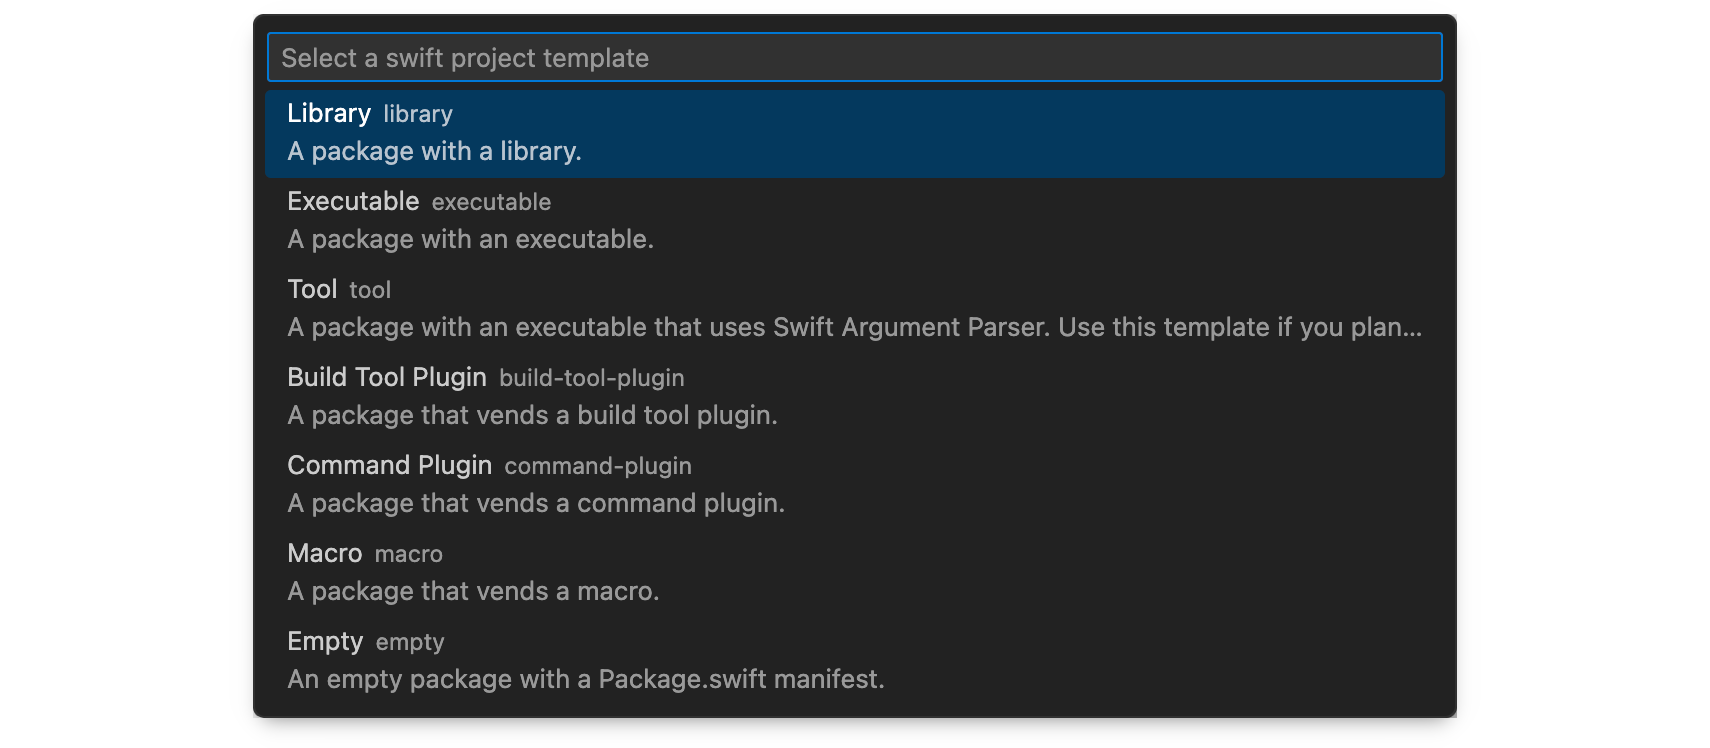 Select a swift project template
Library library
A package with a library.
Executable executable
A package with an executable.
Tool tool
A package with an executable that uses Swift Argument Parser. Use this template if you plan...
Build Tool Plugin build-tool-plugin
A package that vends a build tool plugin.
Command Plugin command-plugin
A package that vends a command plugin.
Macro macro
A package that vends a macro.
Empty empty
An empty package with a Package.swift manifest.